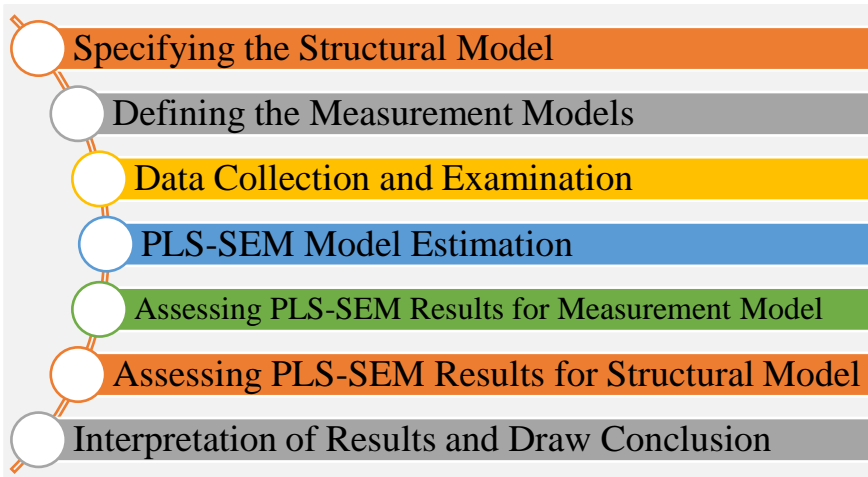 Specifying the Structural Model
Defining the Measurement Models
Data Collection and Examination
PLS-SEM Model Estimation
Assessing PLS-SEM Results for Measurement Model
Assessing PLS-SEM Results for Structural Model
Interpretation of Results and Draw Conclusion